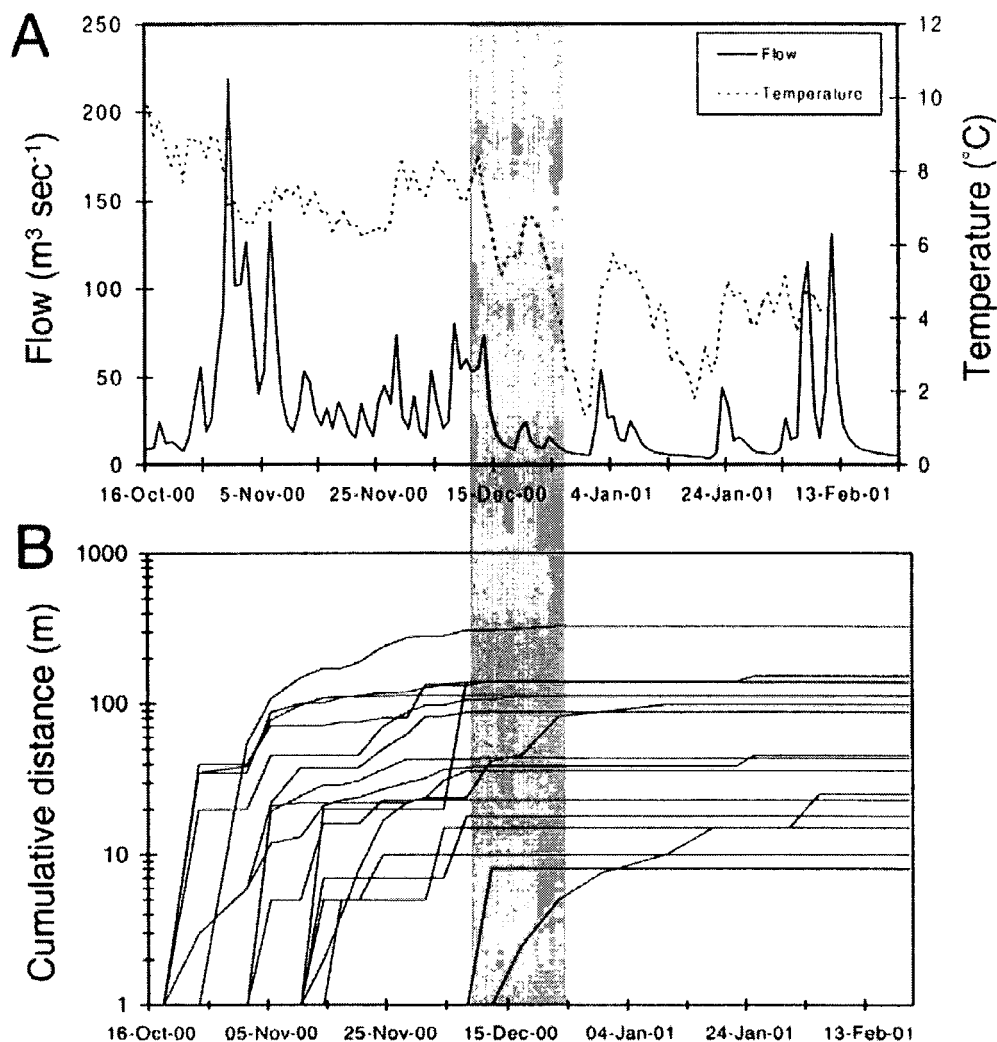 A
Flow (m³ sec⁻¹)
250
200
150
100
50
0
12
10
8
6
4
2
0
Temperature (°C)
Flow
Temperature
16-Oct-00 5-Nov-00 25-Nov-00 15-Dec-00 4-Jan-01 24-Jan-01 13-Feb-01
B
Cumulative distance (m)
1000
100
10
1
16-Oct-00 05-Nov-00 25-Nov-00 15-Dec-00 04-Jan-01 24-Jan-01 13-Feb-01